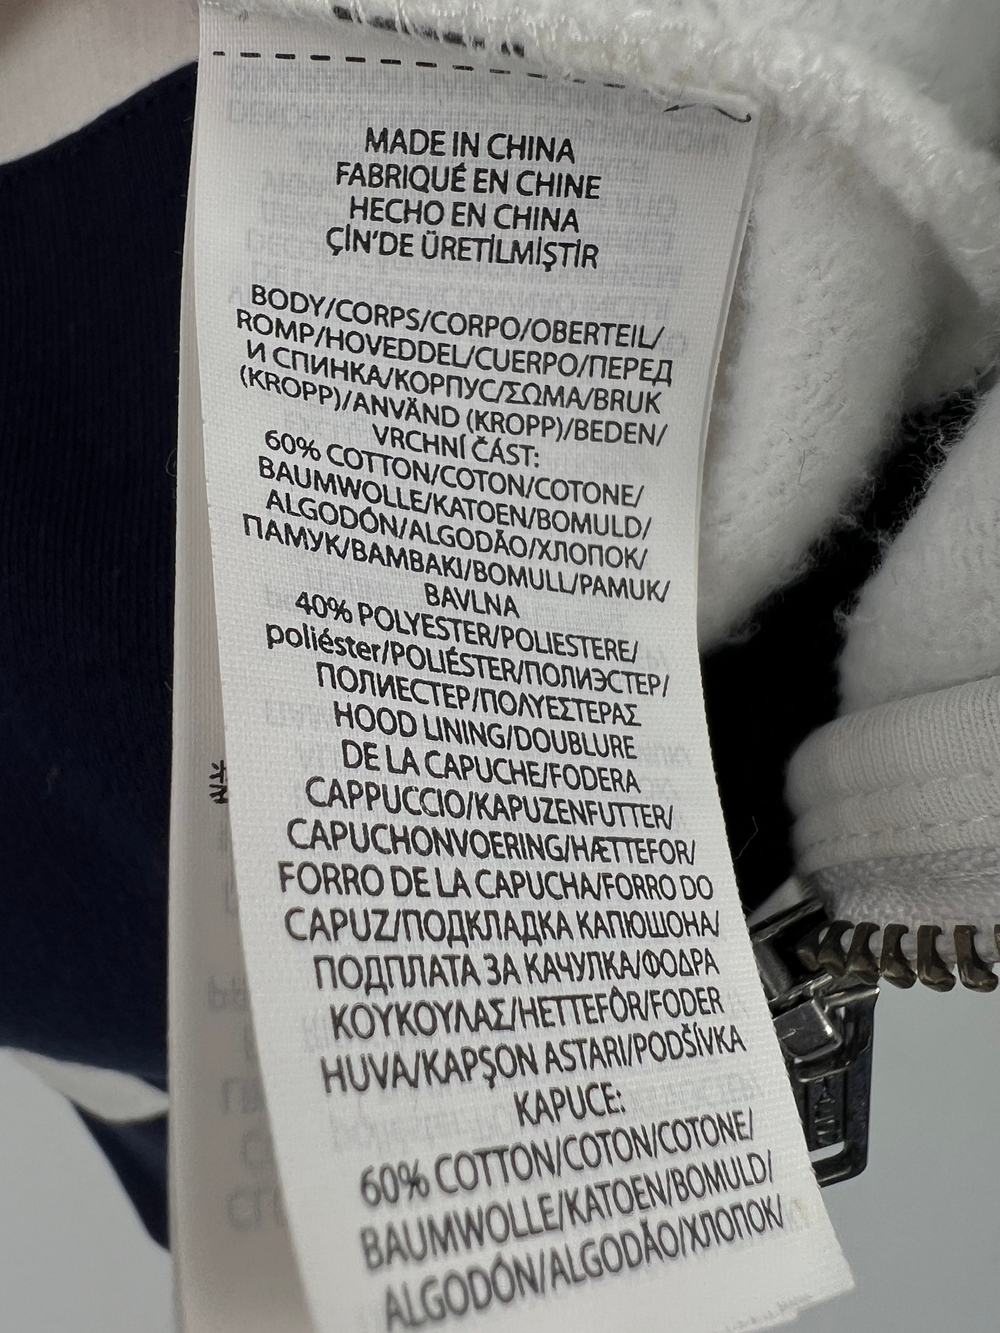 MADE IN CHINA
FABRIQUÉ EN CHINE
HECHO EN CHINA
ÇİN'DE ÜRETİLMİŞTİR
BODY/CORPS/CORPO/OBERTEIL/
ROMP/HOVEDDEL/CUERPO/ПЕРЕД
И СПИНКА/КОРПУС/ΣΩΜΑ/BRUK
(KROPP)/ANVÄND (KROPP)/BEDEN/
VRCHNÍ ČÁST:
60% COTTON/COTON/COTONE/
BAUMWOLLE/KATOEN/BOMULD/
ALGODÓN/ALGODÃO/ХЛОПОК/
ПАМУК/ΒΑΜΒΑΚΙ/BOMULL/PAMUK/
BAVLNA
40% POLYESTER/POLIESTERE/
poliéster/POLIÉSTER/ПОЛИЭСТЕР/
ПОЛИЕСТЕР/ΠΟΛΥΕΣΤΕΡΑΣ
HOOD LINING/DOUBLURE
DE LA CAPUCHE/FODERA
CAPPUCCIO/KAPUZENFUTTER/
CAPUCHONVOERING/HÆTTEFOR/
FORRO DE LA CAPUCHA/FORRO DO
CAPUZ/ПОДКЛАДКА КАПЮШОНА/
ПОДПЛАТА ЗА КАЧУЛКА/ΦΟΔΡΑ
ΚΟΥΚΟΥΛΑΣ/HETTEFÔR/FODER
HUVA/KAPŞON ASTARI/PODŠÍVKA
KAPUCE:
60% COTTON/COTON/COTONE/
BAUMWOLLE/KATOEN/BOMULD/
ALGODÓN/ALGODÃO/ХЛОПОК/